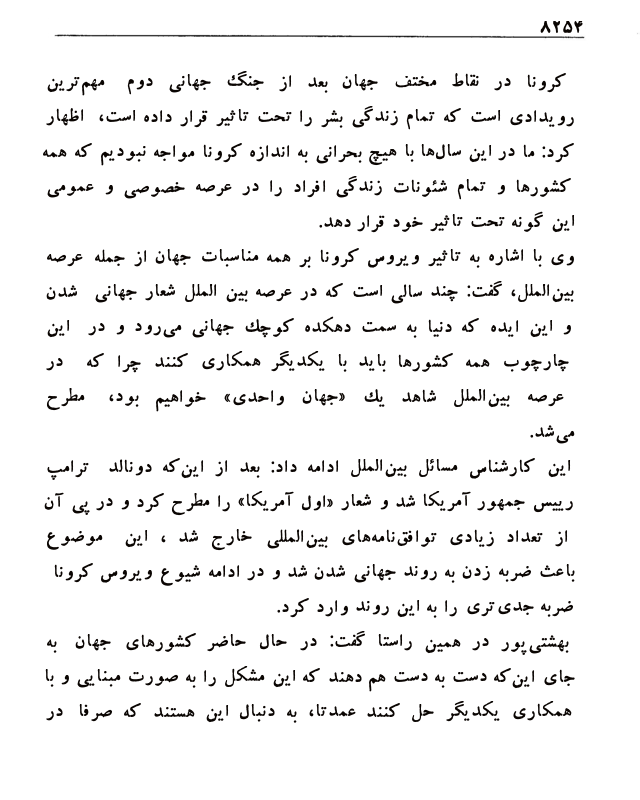 ۸۲۵۴
کرونا در نقاط مختف جهان بعد از جنگ جهانی دوم مهم‌ترین
رویدادی است که تمام زندگی بشر را تحت تاثیر قرار داده است، اظهار
کرد: ما در این سال‌ها با هیچ بحرانی به اندازه کرونا مواجه نبودیم که همه
کشورها و تمام شئونات زندگی افراد را در عرصه خصوصی و عمومی
این گونه تحت تاثیر خود قرار دهد.
وی با اشاره به تاثیر ویروس کرونا بر همه مناسبات جهان از جمله عرصه
بین‌الملل، گفت: چند سالی است که در عرصه بین الملل شعار جهانی شدن
و این ایده که دنیا به سمت دهکده کوچك جهانی می‌رود و در این
چارچوب همه کشورها باید با یکدیگر همکاری کنند چرا که در
عرصه بین‌الملل شاهد یك «جهان واحدی» خواهیم بود، مطرح
می‌شد.
این کارشناس مسائل بین‌الملل ادامه داد: بعد از این‌که دونالد ترامپ
رییس جمهور آمریکا شد و شعار «اول آمریکا» را مطرح کرد و در پی آن
از تعداد زیادی توافق‌نامه‌های بین‌المللی خارج شد ، این موضوع
باعث ضربه زدن به روند جهانی شدن شد و در ادامه شیوع ویروس کرونا
ضربه جدی‌تری را به این روند وارد کرد.
بهشتی‌پور در همین راستا گفت: در حال حاضر کشورهای جهان به
جای این‌که دست به دست هم دهند که این مشکل را به صورت مبنایی و با
همکاری یکدیگر حل کنند عمدتا، به دنبال این هستند که صرفا در